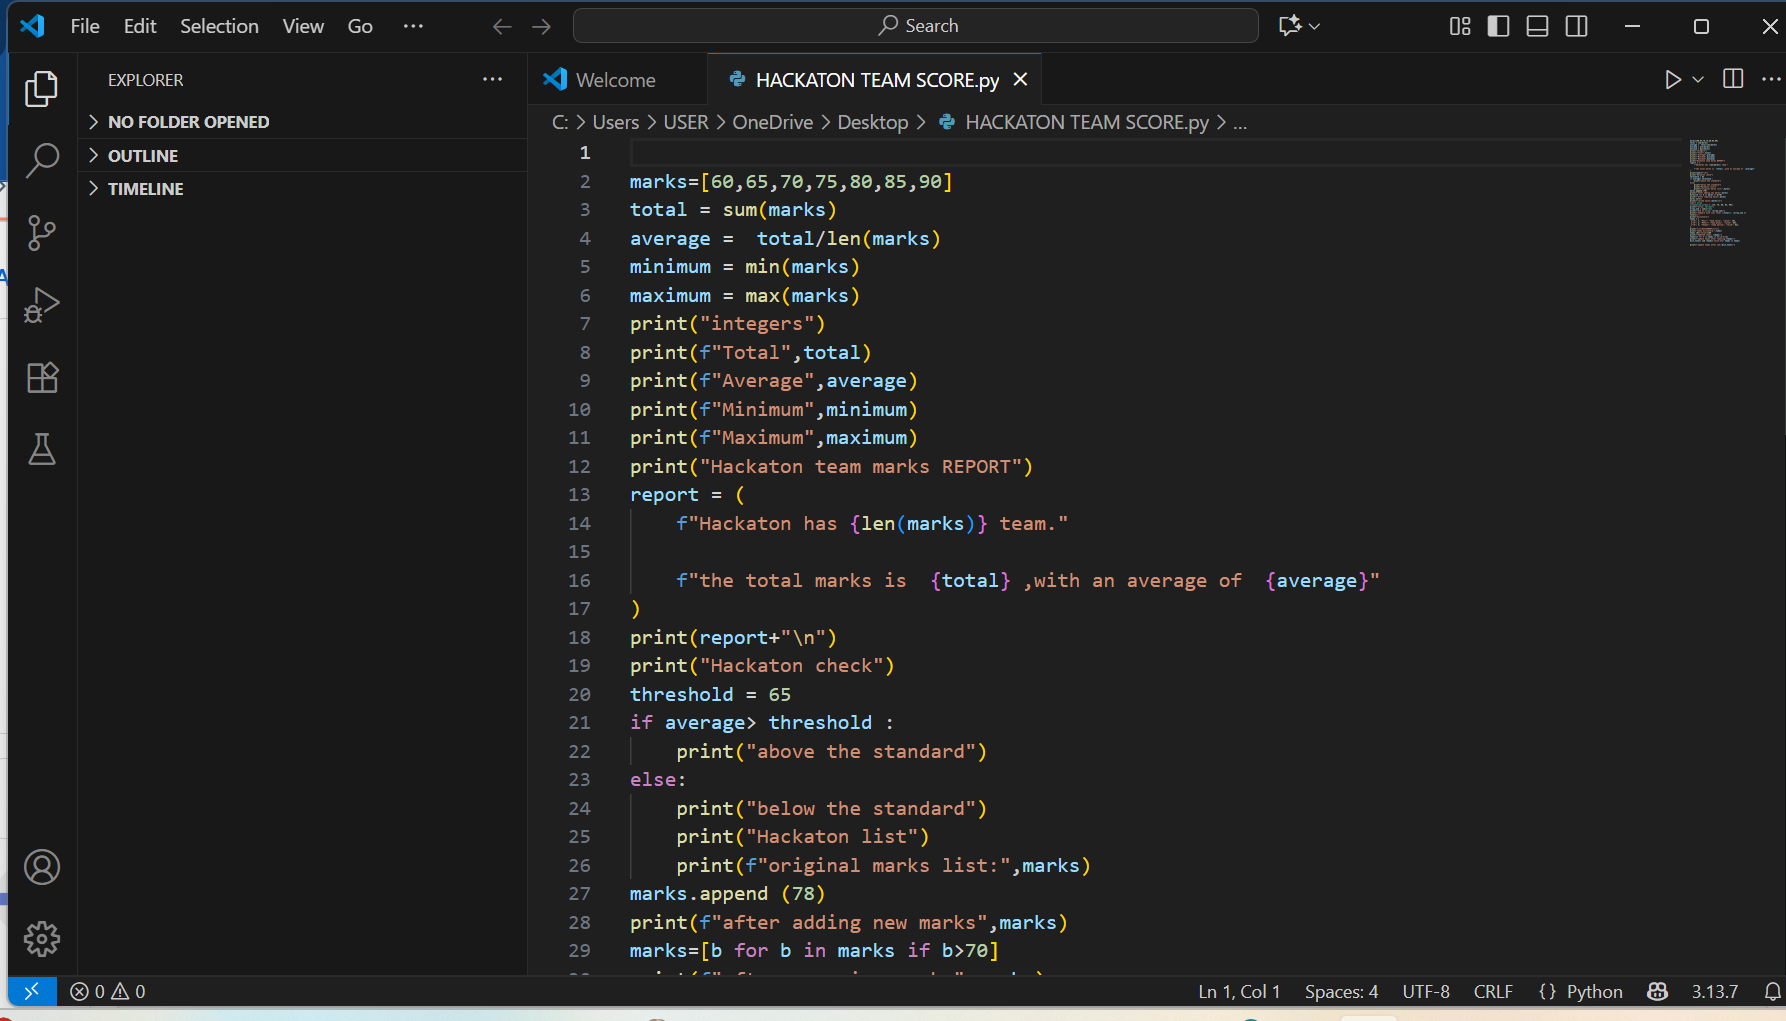 File Edit Selection View Go ··· Search
EXPLORER ···
NO FOLDER OPENED
OUTLINE
TIMELINE
Welcome HACKATON TEAM SCORE.py
C: > Users > USER > OneDrive > Desktop > HACKATON TEAM SCORE.py > ...
1
2 marks=[60,65,70,75,80,85,90]
3 total = sum(marks)
4 average =  total/len(marks)
5 minimum = min(marks)
6 maximum = max(marks)
7 print("integers")
8 print(f"Total",total)
9 print(f"Average",average)
10 print(f"Minimum",minimum)
11 print(f"Maximum",maximum)
12 print("Hackaton team marks REPORT")
13 report = (
14     f"Hackaton has {len(marks)} team."
15
16     f"the total marks is  {total} ,with an average of  {average}"
17 )
18 print(report+"\n")
19 print("Hackaton check")
20 threshold = 65
21 if average> threshold :
22     print("above the standard")
23 else:
24     print("below the standard")
25     print("Hackaton list")
26     print(f"original marks list:",marks)
27 marks.append (78)
28 print(f"after adding new marks",marks)
29 marks=[b for b in marks if b>70]
0 0 Ln 1, Col 1 Spaces: 4 UTF-8 CRLF {} Python 3.13.7